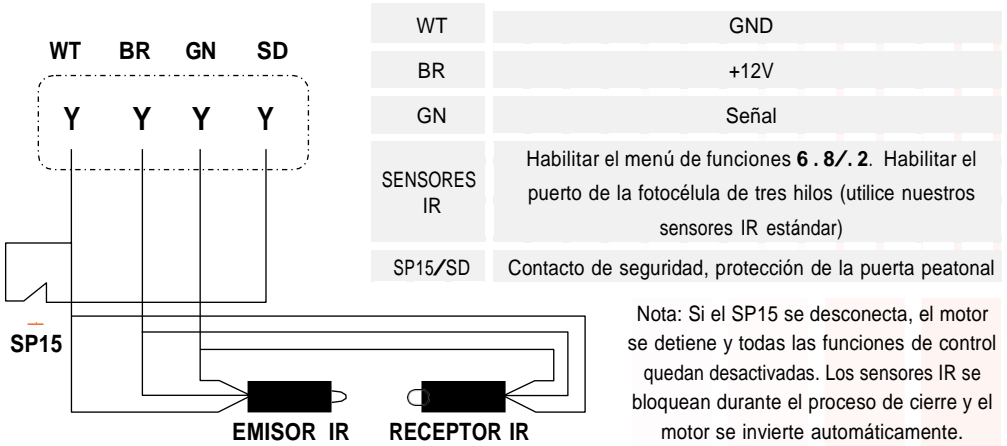 WT BR GN SD
Y Y Y Y
SP15
EMISOR IR RECEPTOR IR
WT GND
BR +12V
GN Señal
SENSORES IR
Habilitar el menú de funciones 6 . 8/. 2. Habilitar el
puerto de la fotocélula de tres hilos (utilice nuestros
sensores IR estándar)
SP15/SD Contacto de seguridad, protección de la puerta peatonal
Nota: Si el SP15 se desconecta, el motor
se detiene y todas las funciones de control
quedan desactivadas. Los sensores IR se
bloquean durante el proceso de cierre y el
motor se invierte automáticamente.